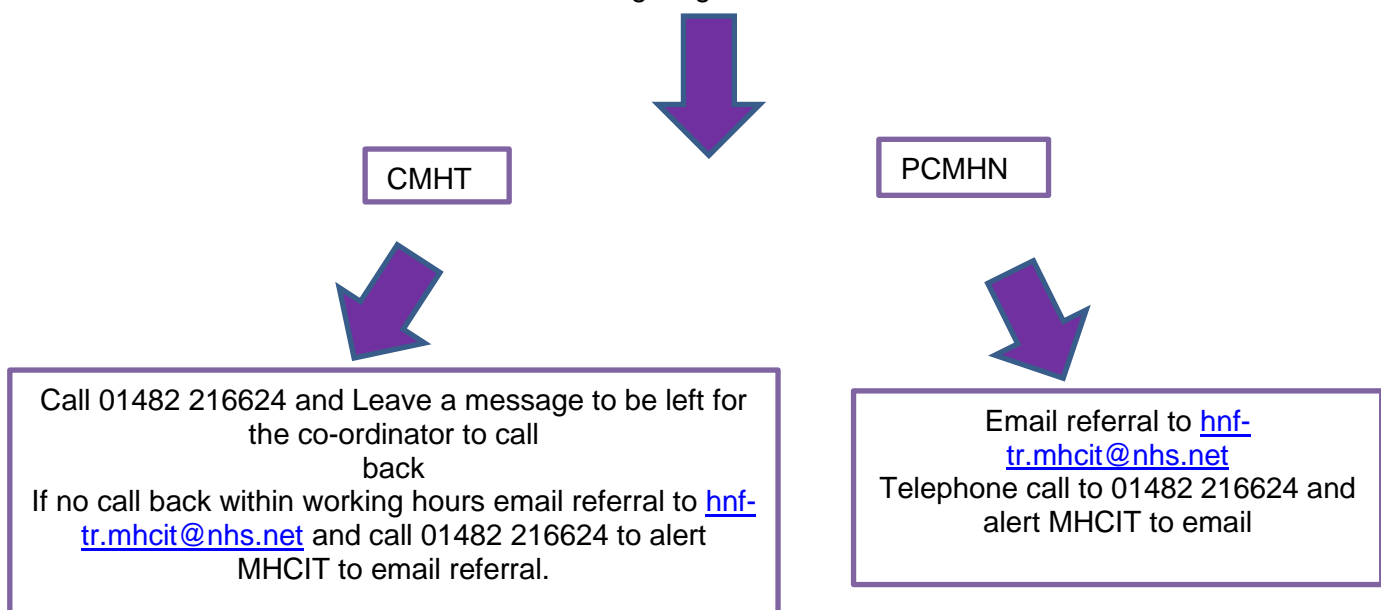 CMHT
PCMHN
Call 01482 216624 and Leave a message to be left for
the co-ordinator to call
back
If no call back within working hours email referral to hnf-
tr.mhcit@nhs.net and call 01482 216624 to alert
MHCIT to email referral.
Email referral to hnf-
tr.mhcit@nhs.net
Telephone call to 01482 216624 and
alert MHCIT to email